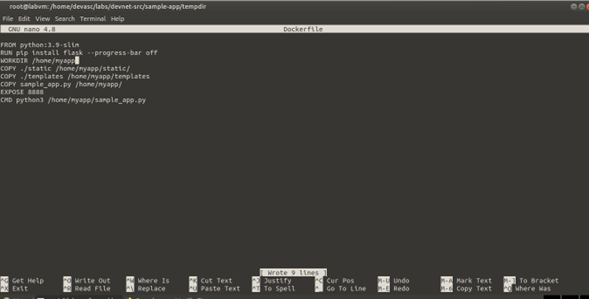 root@labvm: /home/devasc/labs/devnet-src/sample-app/tempdir
File Edit View Search Terminal Help
GNU nano 4.8 Dockerfile
FROM python:3.9-slim
RUN pip install flask --progress-bar off
WORKDIR /home/myapp
COPY ./static /home/myapp/static/
COPY ./templates /home/myapp/templates
COPY sample_app.py /home/myapp/
EXPOSE 8888
CMD python3 /home/myapp/sample_app.py
[ Wrote 9 lines ]
^G Get Help ^O Write Out ^W Where Is ^K Cut Text ^J Justify ^C Cur Pos M-U Undo M-A Mark Text M-] To Bracket
^X Exit ^R Read File ^\ Replace ^U Paste Text ^T To Spell ^_ Go To Line M-E Redo M-6 Copy Text ^Q Where Was